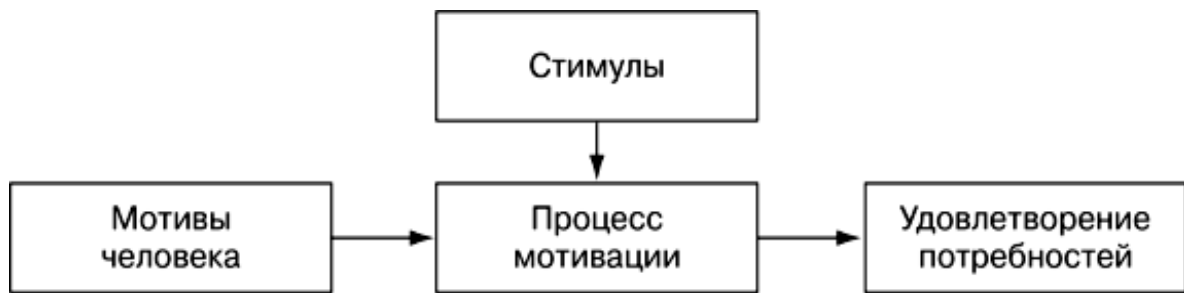 Стимулы
Мотивы
человека
Процесс
мотивации
Удовлетворение
потребностей